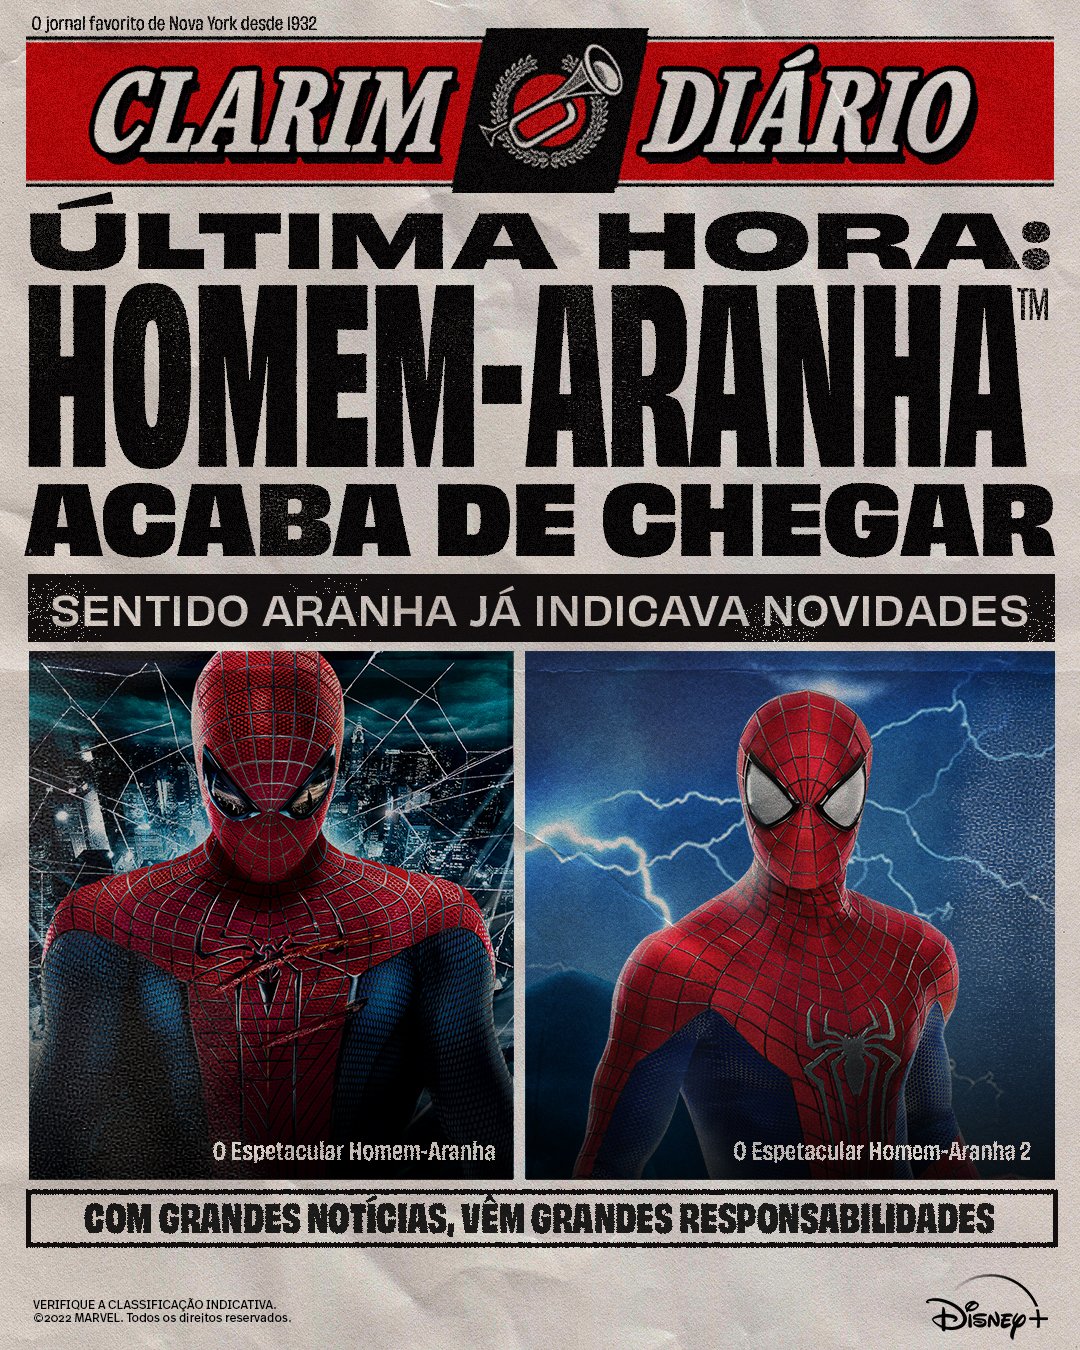 O jornal favorito de Nova York desde 1932
CLARIM DIÁRIO
ÚLTIMA HORA:
HOMEM-ARANHA™
ACABA DE CHEGAR
SENTIDO ARANHA JÁ INDICAVA NOVIDADES
O Espetacular Homem-Aranha
O Espetacular Homem-Aranha 2
COM GRANDES NOTÍCIAS, VÊM GRANDES RESPONSABILIDADES
VERIFIQUE A CLASSIFICAÇÃO INDICATIVA.
©2022 MARVEL. Todos os direitos reservados.
Disney+